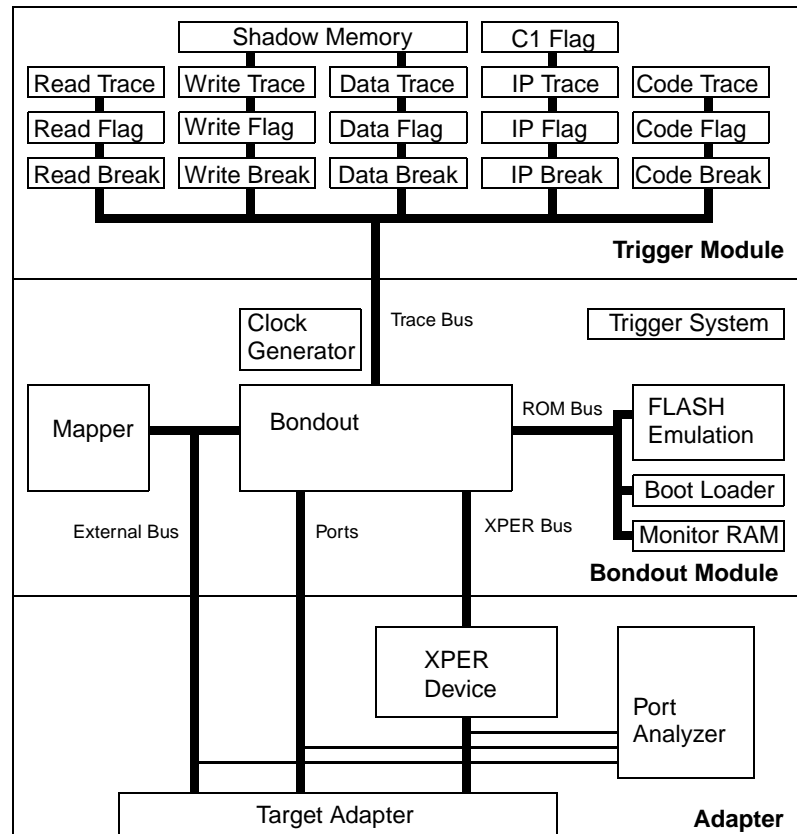 Shadow Memory
C1 Flag
Read Trace
Write Trace
Data Trace
IP Trace
Code Trace
Read Flag
Write Flag
Data Flag
IP Flag
Code Flag
Read Break
Write Break
Data Break
IP Break
Code Break
Trigger Module
Clock
Generator
Trace Bus
Trigger System
Mapper
Bondout
ROM Bus
FLASH
Emulation
Boot Loader
External Bus
Ports
XPER Bus
Monitor RAM
Bondout Module
XPER
Device
Port
Analyzer
Target Adapter
Adapter